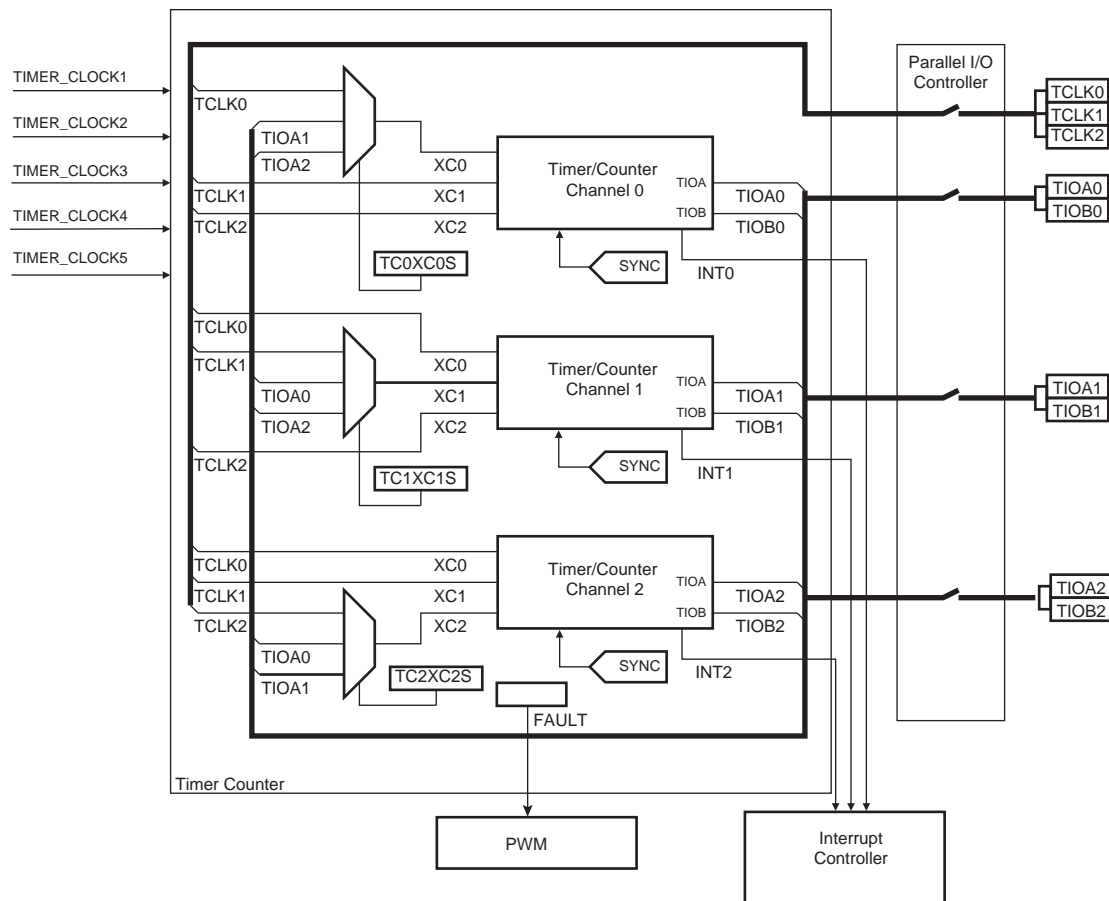 Parallel I/O
Controller
TIMER_CLOCK1
TIMER_CLOCK2
TIMER_CLOCK3
TIMER_CLOCK4
TIMER_CLOCK5
TCLK0
TIOA1
TIOA2
TCLK1
TCLK2
XC0
XC1
XC2
Timer/Counter
Channel 0
TIOA
TIOB
TIOA0
TIOB0
TC0XC0S
SYNC
INT0
TCLK0
TCLK1
TCLK2
TIOA0
TIOB0
TCLK0
TCLK1
TIOA0
TIOA2
TCLK2
XC0
XC1
XC2
Timer/Counter
Channel 1
TIOA
TIOB
TIOA1
TIOB1
TC1XC1S
SYNC
INT1
TIOA1
TIOB1
TCLK0
TCLK1
TCLK2
TIOA0
TIOA1
XC0
XC1
XC2
Timer/Counter
Channel 2
TIOA
TIOB
TIOA2
TIOB2
TC2XC2S
SYNC
INT2
TIOA2
TIOB2
FAULT
Timer Counter
PWM
Interrupt
Controller